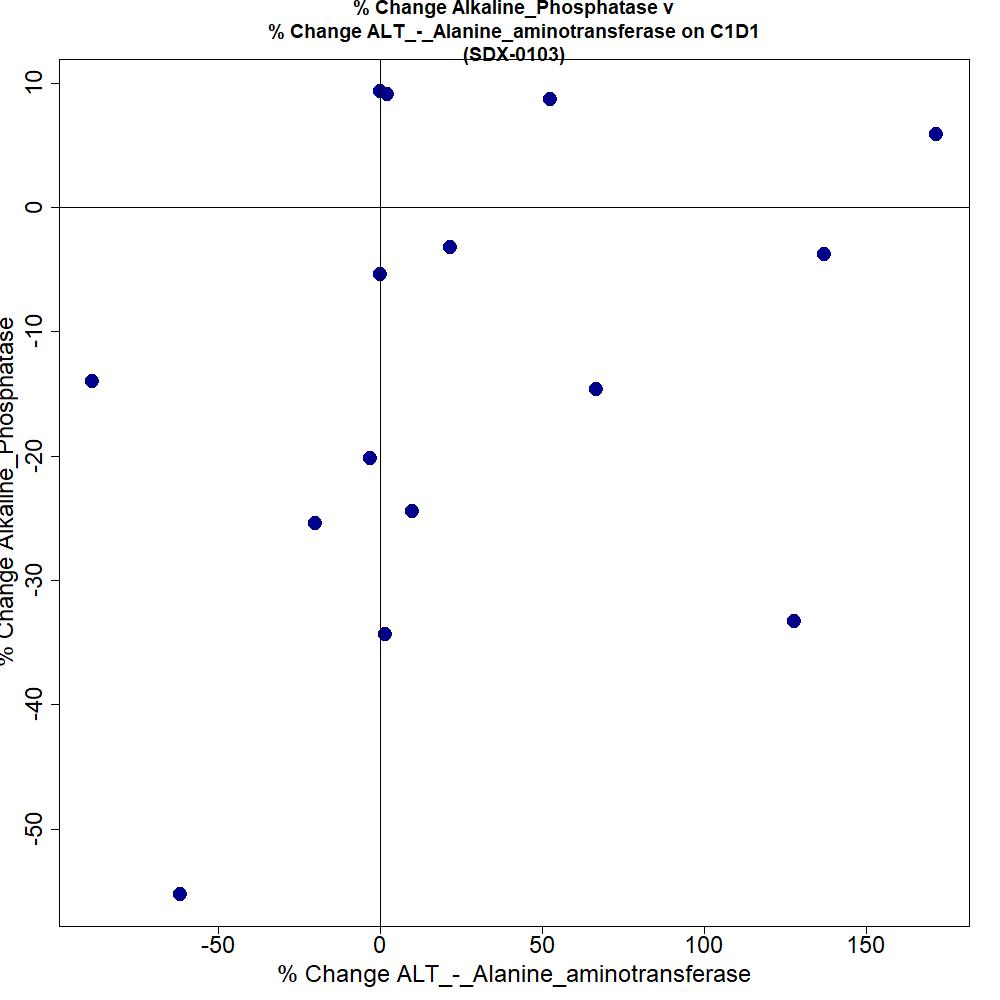 % Change Alkaline_Phosphatase v
% Change ALT_-_Alanine_aminotransferase on C1D1
(SDX-0103)
% Change Alkaline_Phosphatase
10
0
-10
-20
-30
-40
-50
-50
0
50
100
150
% Change ALT_-_Alanine_aminotransferase